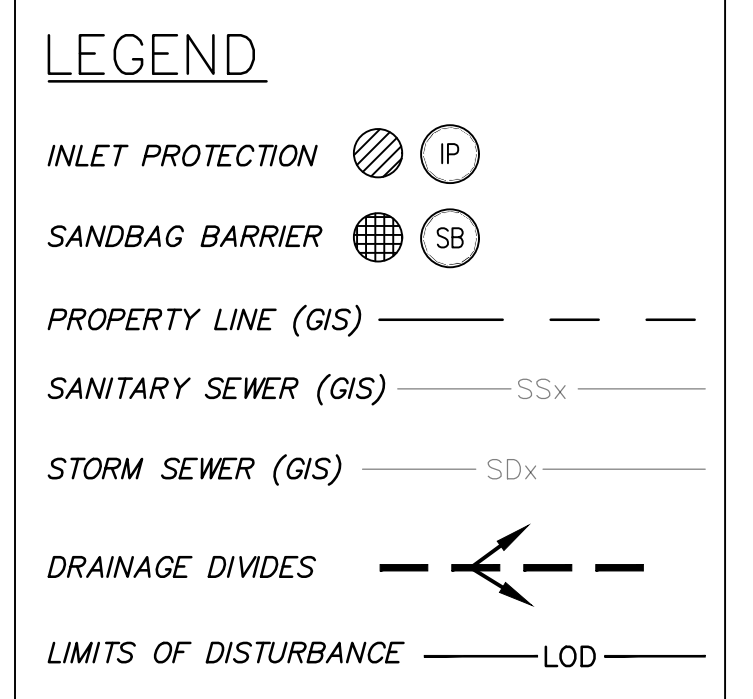 LEGEND
INLET PROTECTION IP
SANDBAG BARRIER SB
PROPERTY LINE (GIS)
SANITARY SEWER (GIS) SSx
STORM SEWER (GIS) SDx
DRAINAGE DIVIDES
LIMITS OF DISTURBANCE LOD